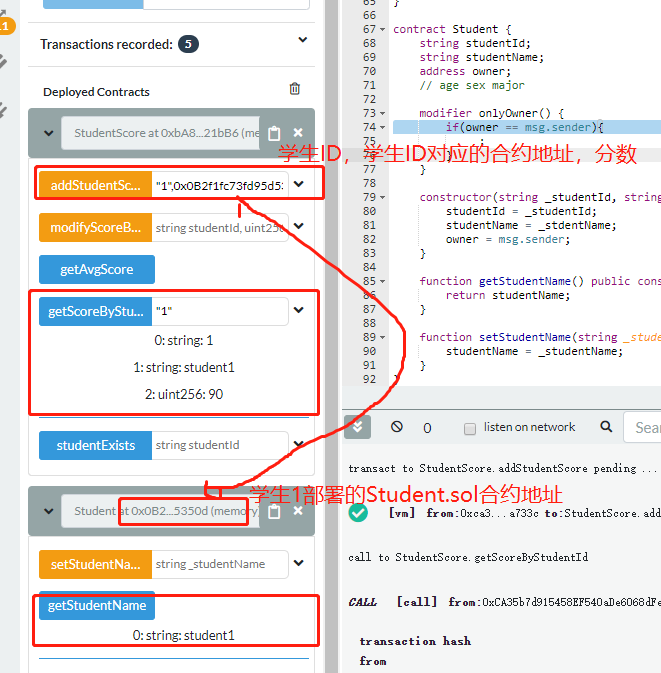 1
Transactions recorded: 5
Deployed Contracts
StudentScore at 0xbA8...21bB6 (me
学生ID，学生ID对应的合约地址，分数
addStudentSc... "1",0x0B2f1fc73fd95d53
modifyScoreB... string studentId, uint256
getAvgScore
getScoreByStu... "1"
0: string: 1
1: string: student1
2: uint256: 90
studentExists string studentId
学生1部署的Student.sol合约地址
Student at 0x0B2...5350d (memory)
setStudentNa... string _studentName
getStudentName
0: string: student1
65 }
66
67 contract Student {
68 string studentId;
69 string studentName;
70 address owner;
71 // age sex major
72
73 modifier onlyOwner() {
74 if(owner == msg.sender){
75 _;
}
77 }
78
79 constructor(string _studentId, string
80 studentId = _studentId;
81 studentName = _stdentName;
82 owner = msg.sender;
83 }
84
85 function getStudentName() public cons
86 return studentName;
87 }
88
89 function setStudentName(string _stude
90 studentName = _studentName;
91 }
92
0 listen on network Sear
transact to StudentScore.addStudentScore pending ...
[vm] from:0xca3...a733c to:StudentScore.add
call to StudentScore.getScoreByStudentId
CALL [call] from:0xCA35b7d915458EF540aDe6068dFe
transaction hash
from